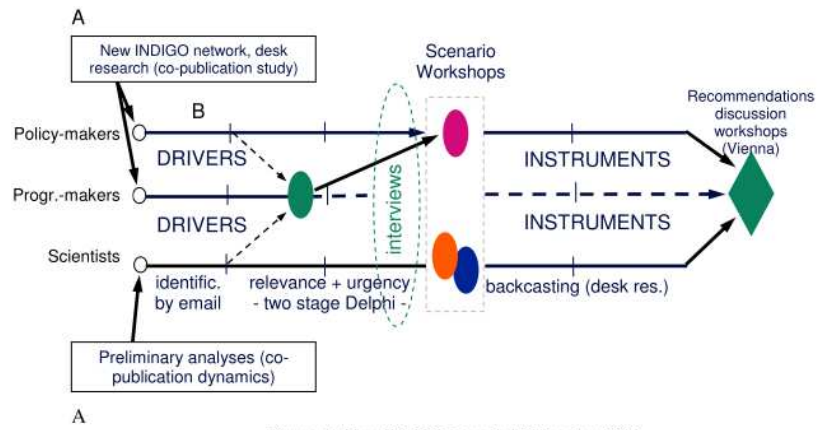 A
New INDIGO network, desk
research (co-publication study)
Scenario
Workshops
B
Recommendations
discussion
workshops
(Vienna)
Policy-makers
DRIVERS
INSTRUMENTS
Progr.-makers
DRIVERS
interviews
INSTRUMENTS
Scientists
identific.
by email
relevance + urgency
- two stage Delphi -
backcasting (desk res.)
Preliminary analyses (co-
publication dynamics)
A